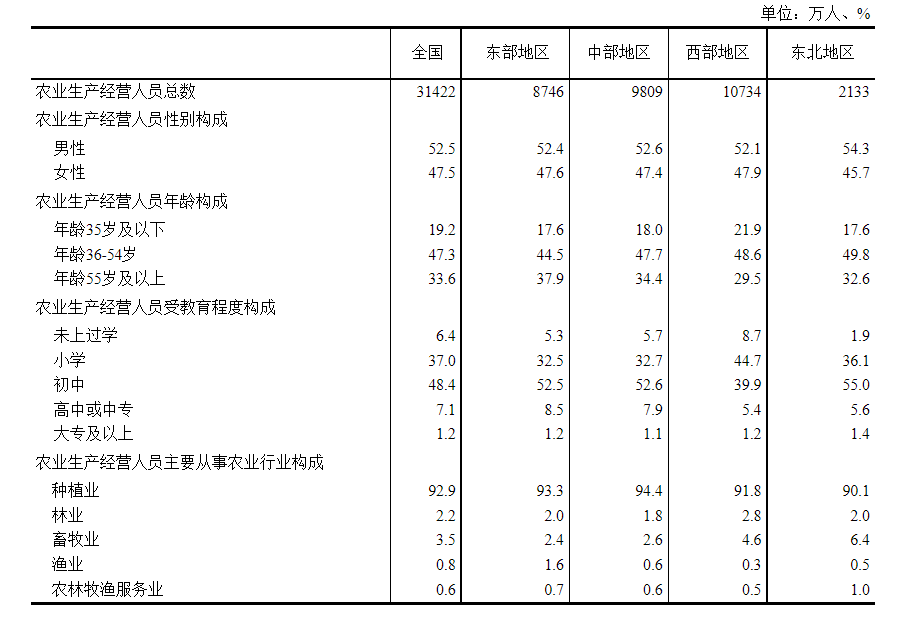 单位：万人、%
全国 东部地区 中部地区 西部地区 东北地区
农业生产经营人员总数 31422 8746 9809 10734 2133
农业生产经营人员性别构成
男性 52.5 52.4 52.6 52.1 54.3
女性 47.5 47.6 47.4 47.9 45.7
农业生产经营人员年龄构成
年龄35岁及以下 19.2 17.6 18.0 21.9 17.6
年龄36-54岁 47.3 44.5 47.7 48.6 49.8
年龄55岁及以上 33.6 37.9 34.4 29.5 32.6
农业生产经营人员受教育程度构成
未上过学 6.4 5.3 5.7 8.7 1.9
小学 37.0 32.5 32.7 44.7 36.1
初中 48.4 52.5 52.6 39.9 55.0
高中或中专 7.1 8.5 7.9 5.4 5.6
大专及以上 1.2 1.2 1.1 1.2 1.4
农业生产经营人员主要从事农业行业构成
种植业 92.9 93.3 94.4 91.8 90.1
林业 2.2 2.0 1.8 2.8 2.0
畜牧业 3.5 2.4 2.6 4.6 6.4
渔业 0.8 1.6 0.6 0.3 0.5
农林牧渔服务业 0.6 0.7 0.6 0.5 1.0